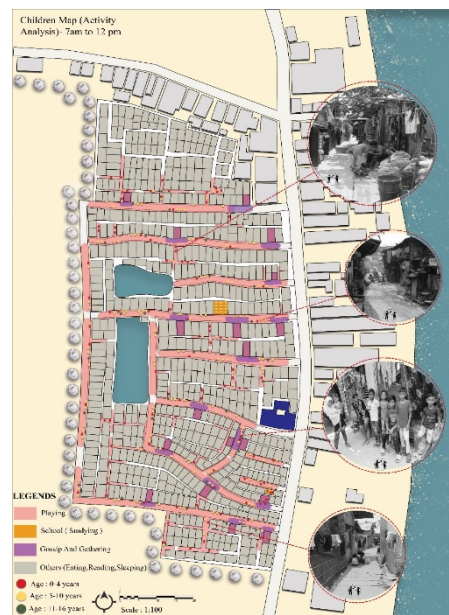 Children Map (Activity
Analysis)- 7am to 12 pm
LEGENDS
Playing
School ( Studying)
Gossip And Gathering
Others (Eating,Reading,Sleeping)
Age : 0-4 years
Age : 5-10 years
Age : 11-16 years
Scale : 1:100